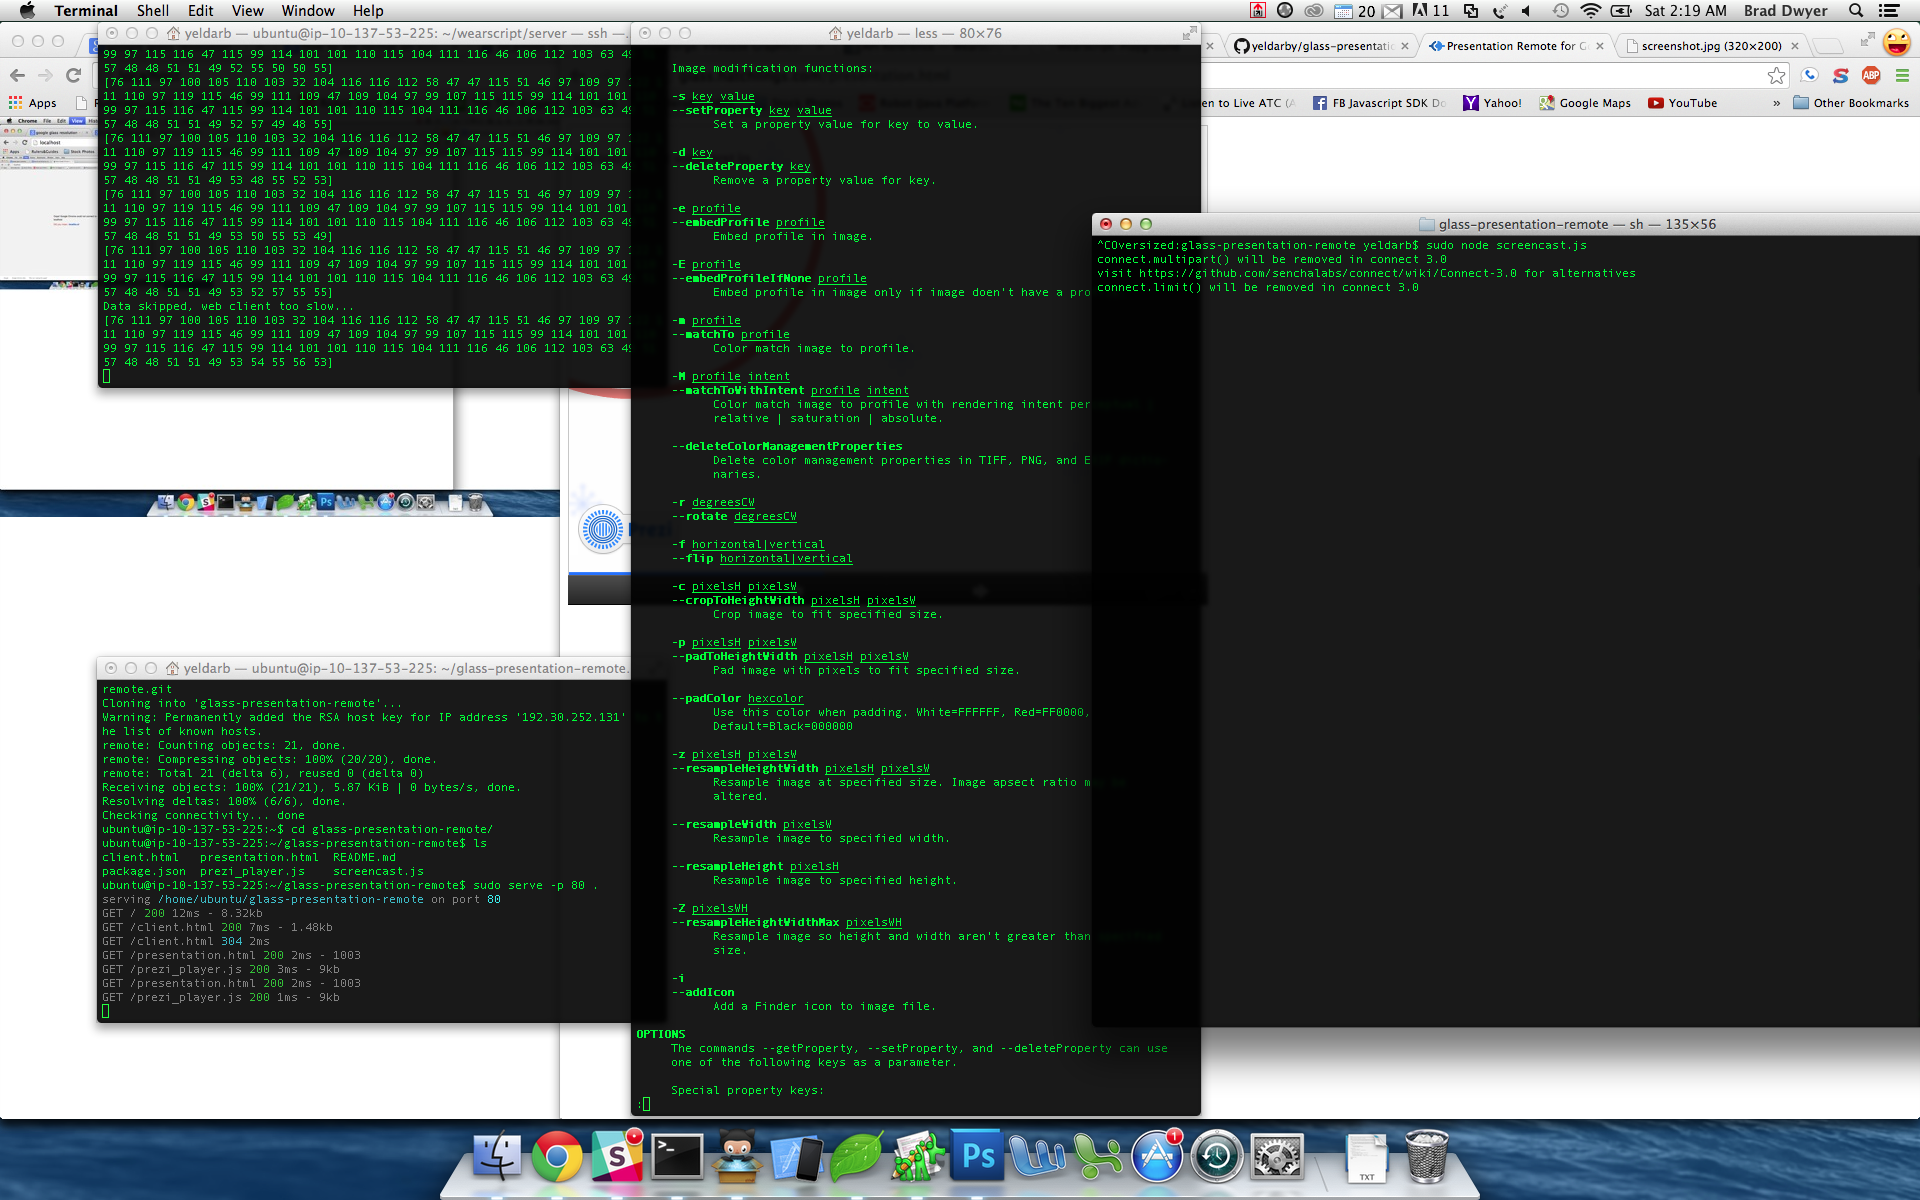 Terminal Shell Edit View Window Help
20
11
Sat 2:19 AM Brad Dwyer
yeldarb — ubuntu@ip-10-137-53-225: ~/wearscript/server — ssh —
99 97 115 116 47 115 99 114 101 101 110 115 104 111 116 46 106 112 103 63 49
57 48 48 51 51 49 52 55 50 50 55]
[76 111 97 100 105 110 103 32 104 116 116 112 58 47 47 115 51 46 97 109 97
11 110 97 119 115 46 99 111 109 47 109 104 97 99 107 115 115 99 114 101 101
99 97 115 116 47 115 99 114 101 101 110 115 104 111 116 46 106 112 103 63 49
57 48 48 51 51 49 52 57 49 48 55]
[76 111 97 100 105 110 103 32 104 116 116 112 58 47 47 115 51 46 97 109 97
11 110 97 119 115 46 99 111 109 47 109 104 97 99 107 115 115 99 114 101 101
99 97 115 116 47 115 99 114 101 101 110 115 104 111 116 46 106 112 103 63 49
57 48 48 51 51 49 53 48 55 52 53]
[76 111 97 100 105 110 103 32 104 116 116 112 58 47 47 115 51 46 97 109 97
11 110 97 119 115 46 99 111 109 47 109 104 97 99 107 115 115 99 114 101 101
99 97 115 116 47 115 99 114 101 101 110 115 104 111 116 46 106 112 103 63 49
57 48 48 51 51 49 53 50 55 53 49]
[76 111 97 100 105 110 103 32 104 116 116 112 58 47 47 115 51 46 97 109 97
11 110 97 119 115 46 99 111 109 47 109 104 97 99 107 115 115 99 114 101 101
99 97 115 116 47 115 99 114 101 101 110 115 104 111 116 46 106 112 103 63 49
57 48 48 51 51 49 53 52 57 55 55]
Data skipped, web client too slow...
[76 111 97 100 105 110 103 32 104 116 116 112 58 47 47 115 51 46 97 109 97
11 110 97 119 115 46 99 111 109 47 109 104 97 99 107 115 115 99 114 101 101
99 97 115 116 47 115 99 114 101 101 110 115 104 111 116 46 106 112 103 63 49
57 48 48 51 51 49 53 54 55 56 53]
yeldarb — ubuntu@ip-10-137-53-225: ~/glass-presentation-remote.
remote.git
Cloning into 'glass-presentation-remote'...
Warning: Permanently added the RSA host key for IP address '192.30.252.131'
he list of known hosts.
remote: Counting objects: 21, done.
remote: Compressing objects: 100% (20/20), done.
remote: Total 21 (delta 6), reused 0 (delta 0)
Receiving objects: 100% (21/21), 5.87 KiB | 0 bytes/s, done.
Resolving deltas: 100% (6/6), done.
Checking connectivity... done
ubuntu@ip-10-137-53-225:~$ cd glass-presentation-remote/
ubuntu@ip-10-137-53-225:~/glass-presentation-remote$ ls
client.html presentation.html README.md
package.json prezi_player.js screencast.js
ubuntu@ip-10-137-53-225:~/glass-presentation-remote$ sudo serve -p 80 .
serving /home/ubuntu/glass-presentation-remote on port 80
GET / 200 12ms - 8.32kb
GET /client.html 200 7ms - 1.48kb
GET /client.html 304 2ms
GET /presentation.html 200 2ms - 1003
GET /prezi_player.js 200 3ms - 9kb
GET /presentation.html 200 2ms - 1003
GET /prezi_player.js 200 1ms - 9kb
yeldarb — less — 80×76
Image modification functions:
-s key value
--setProperty key value
Set a property value for key to value.
-d key
--deleteProperty key
Remove a property value for key.
-e profile
--embedProfile profile
Embed profile in image.
-E profile
--embedProfileIfNone profile
Embed profile in image only if image doen't have a pro
-m profile
--matchTo profile
Color match image to profile.
-M profile intent
--matchToWithIntent profile intent
Color match image to profile with rendering intent
relative | saturation | absolute.
--deleteColorManagementProperties
Delete color management properties in TIFF, PNG, and
naries.
-r degreesCW
--rotate degreesCW
-f horizontal|vertical
--flip horizontal|vertical
-c pixelsH pixelsW
--cropToHeightWidth pixelsH pixelsW
Crop image to fit specified size.
-p pixelsH pixelsW
--padToHeightWidth pixelsH pixelsW
Pad image with pixels to fit specified size.
--padColor hexcolor
Use this color when padding. White=FFFFFF, Red=FF0000,
Default=Black=000000
-z pixelsH pixelsW
--resampleHeightWidth pixelsH pixelsW
Resample image at specified size. Image apsect ratio
altered.
--resampleWidth pixelsW
Resample image to specified width.
--resampleHeight pixelsH
Resample image to specified height.
-Z pixelsWH
--resampleHeightWidthMax pixelsWH
Resample image so height and width aren't greater than
size.
-i
--addIcon
Add a Finder icon to image file.
OPTIONS
The commands --getProperty, --setProperty, and --deleteProperty can use
one of the following keys as a parameter.
Special property keys:
:
yeldarby/glass-presentatio
Presentation Remote for G
screenshot.jpg (320×200)
ABP
Apps
en to Live ATC (A
FB Javascript SDK Do
Yahoo!
Google Maps
YouTube
»
Other Bookmarks
glass-presentation-remote — sh — 135×56
^COversized:glass-presentation-remote yeldarb$ sudo node screencast.js
connect.multipart() will be removed in connect 3.0
visit https://github.com/senchalabs/connect/wiki/Connect-3.0 for alternatives
connect.limit() will be removed in connect 3.0
S
Ps
1
TXT